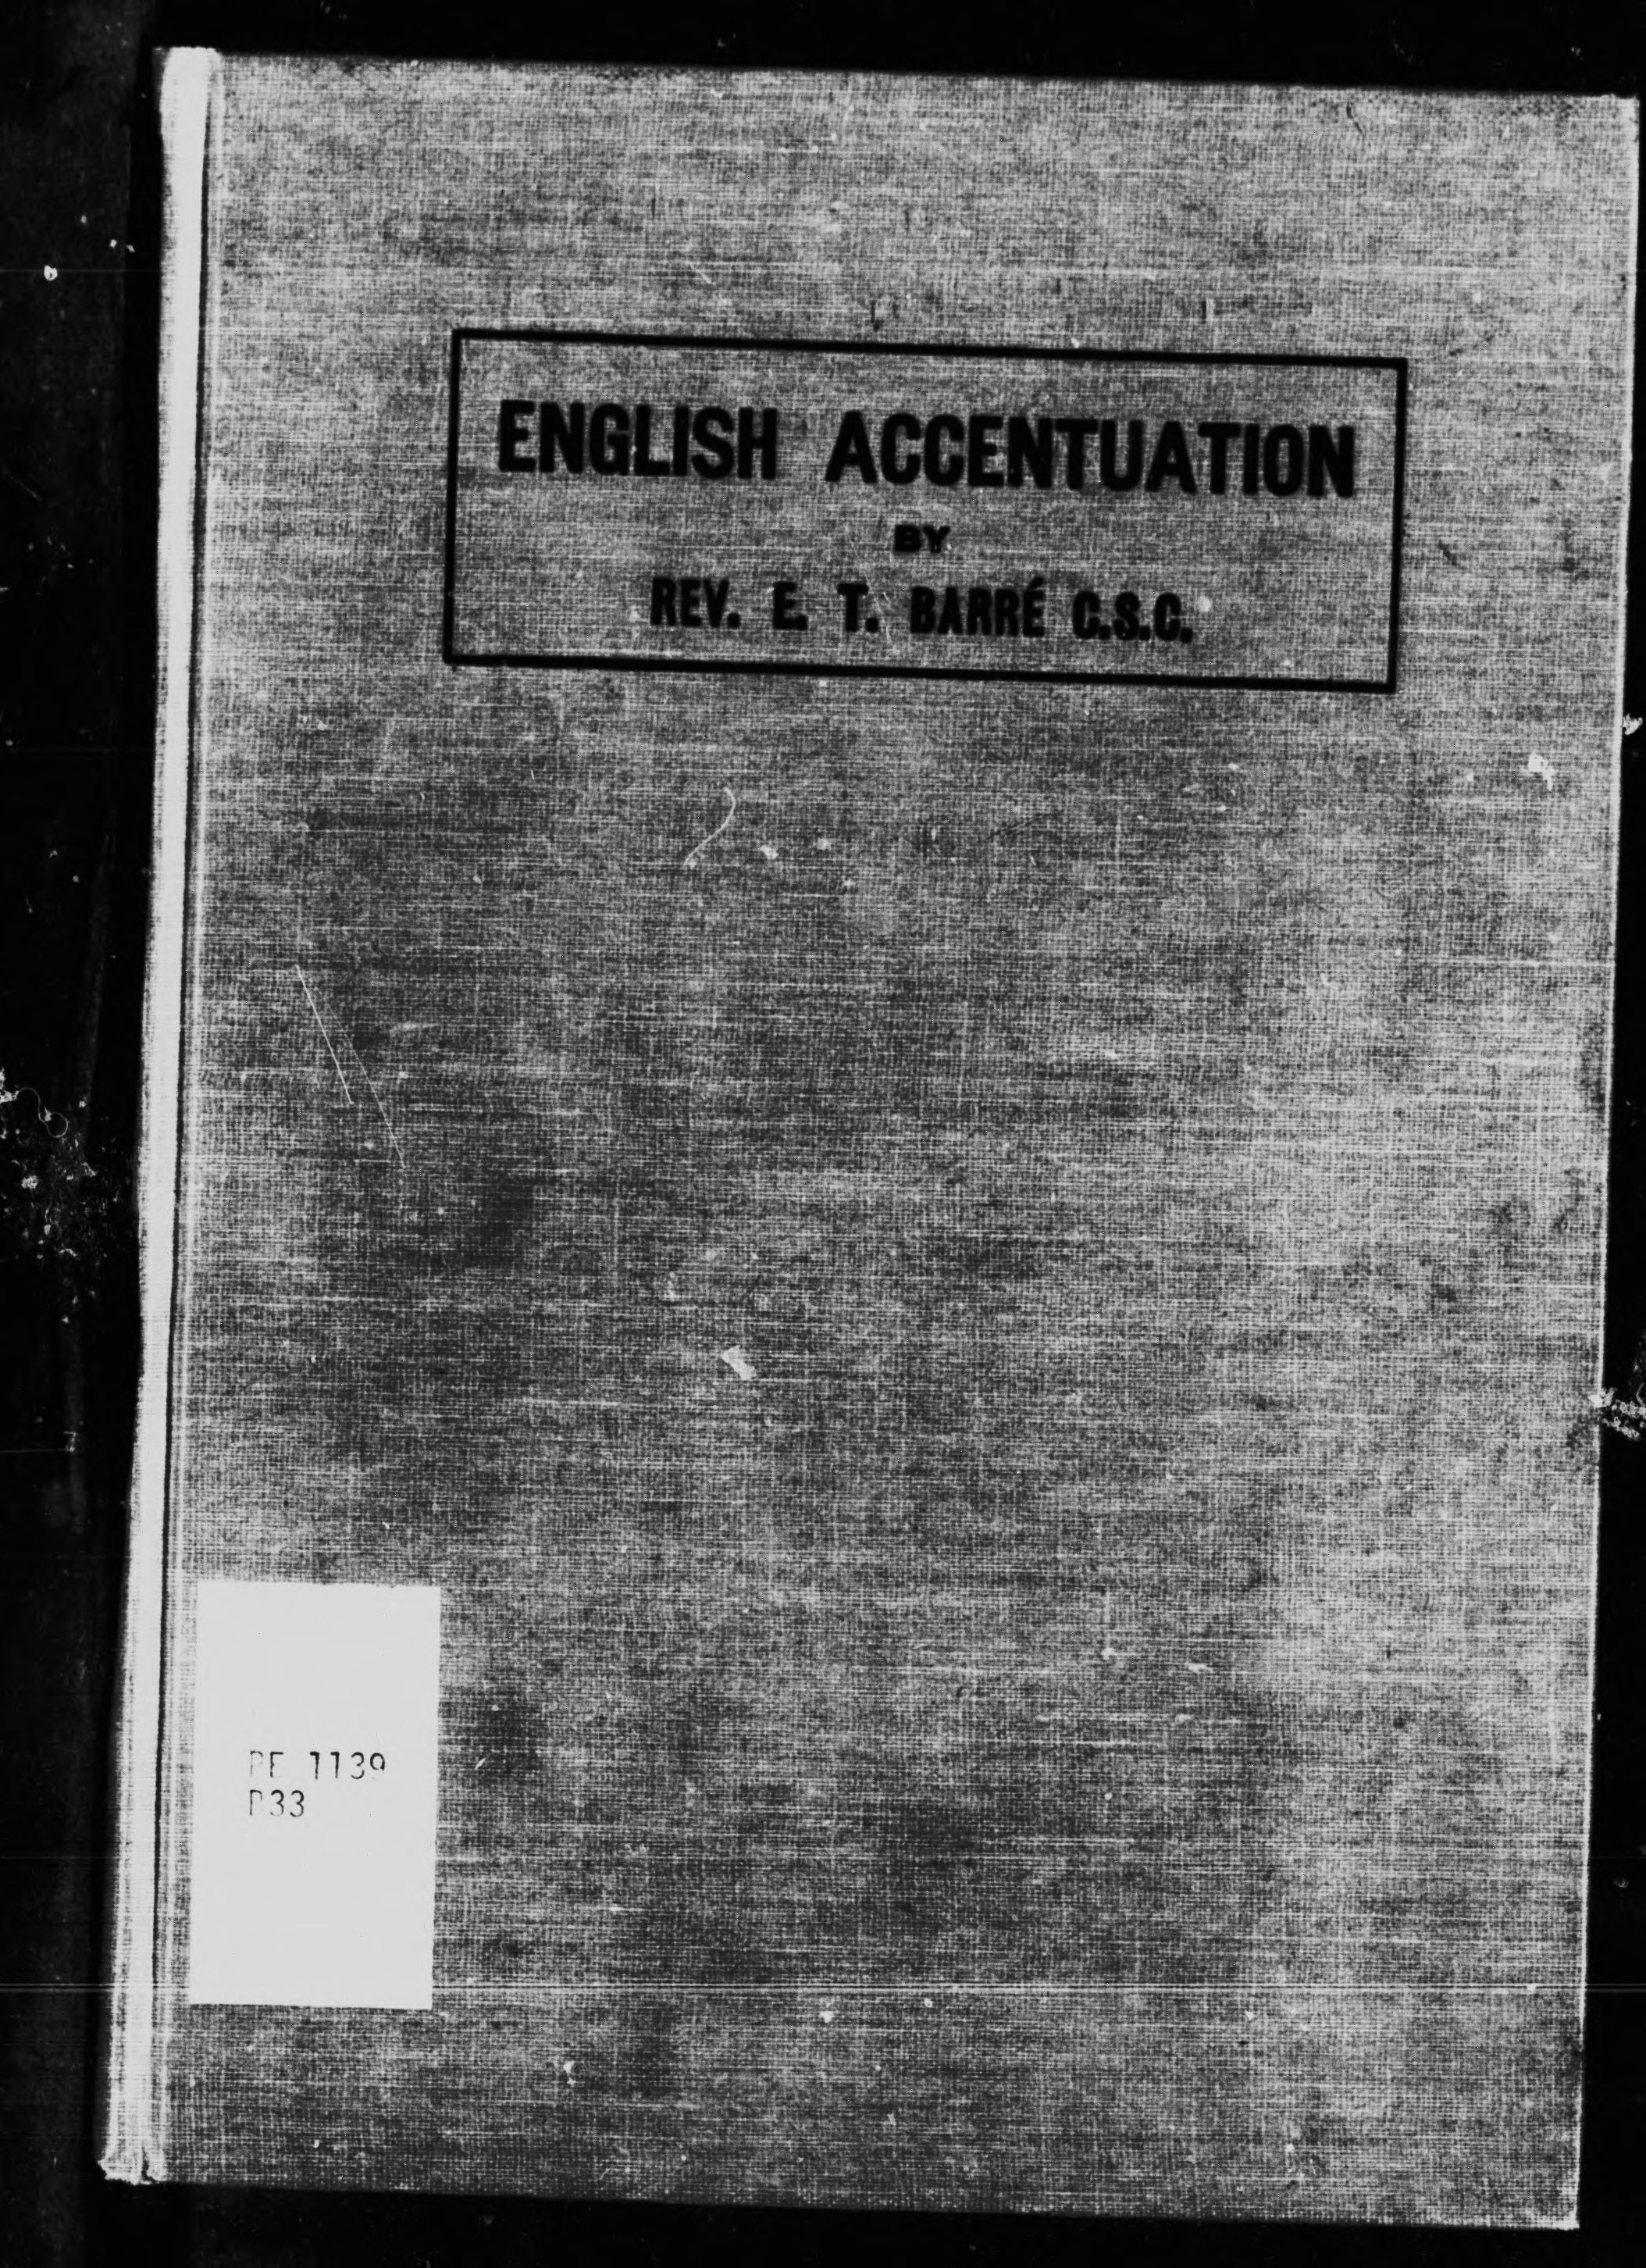 ENGLISH ACCENTUATION
BY
REV. E. T. BARRÉ C.S.C.
PE 1139
B33